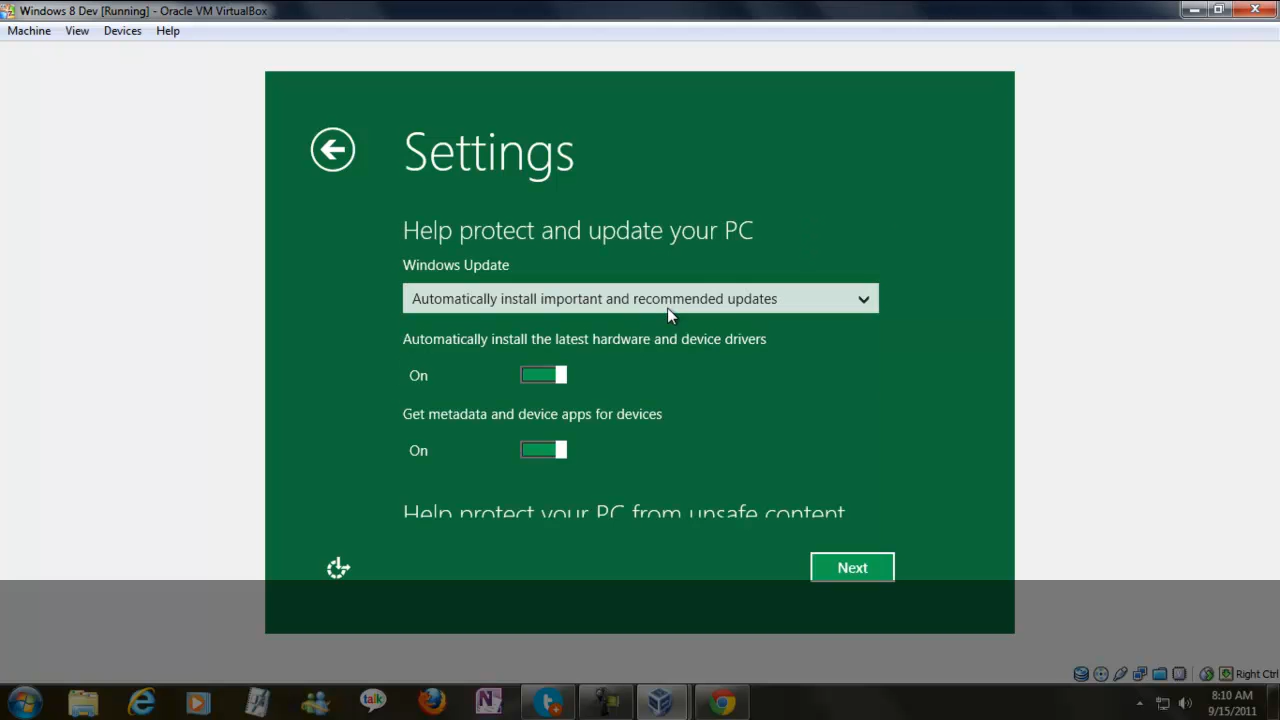 Windows 8 Dev [Running] - Oracle VM VirtualBox
Machine View Devices Help
Settings
Help protect and update your PC
Windows Update
Automatically install important and recommended updates
Automatically install the latest hardware and device drivers
On
Get metadata and device apps for devices
On
Help protect your PC from unsafe content
Next
Right Ctrl
talk
N
8:10 AM
9/15/2011